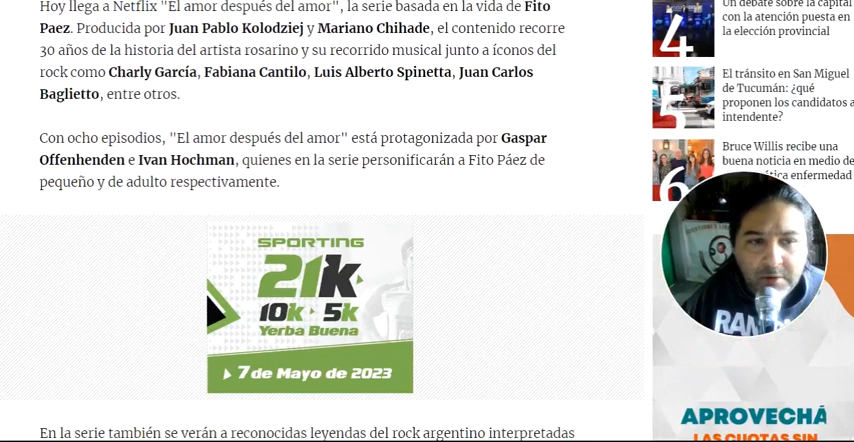 Hoy llega a Netflix "El amor después del amor", la serie basada en la vida de Fito
Paez. Producida por Juan Pablo Kolodziej y Mariano Chihade, el contenido recorre
30 años de la historia del artista rosarino y su recorrido musical junto a íconos del
rock como Charly García, Fabiana Cantilo, Luis Alberto Spinetta, Juan Carlos
Baglietto, entre otros.
Con ocho episodios, "El amor después del amor" está protagonizada por Gaspar
Offenhenden e Ivan Hochman, quienes en la serie personificarán a Fito Páez de
pequeño y de adulto respectivamente.
SPORTING
21k
10k 5k
Yerba Buena
7 de Mayo de 2023
En la serie también se verán a reconocidas leyendas del rock argentino interpretadas
4
Un debate sobre la capital
con la atención puesta en
la elección provincial
5
El tránsito en San Miguel
de Tucumán: ¿qué
proponen los candidatos a
intendente?
6
Bruce Willis recibe una
buena noticia en medio de
enfermedad
RAM
APROVECHÁ
LAS CUOTAS SIN